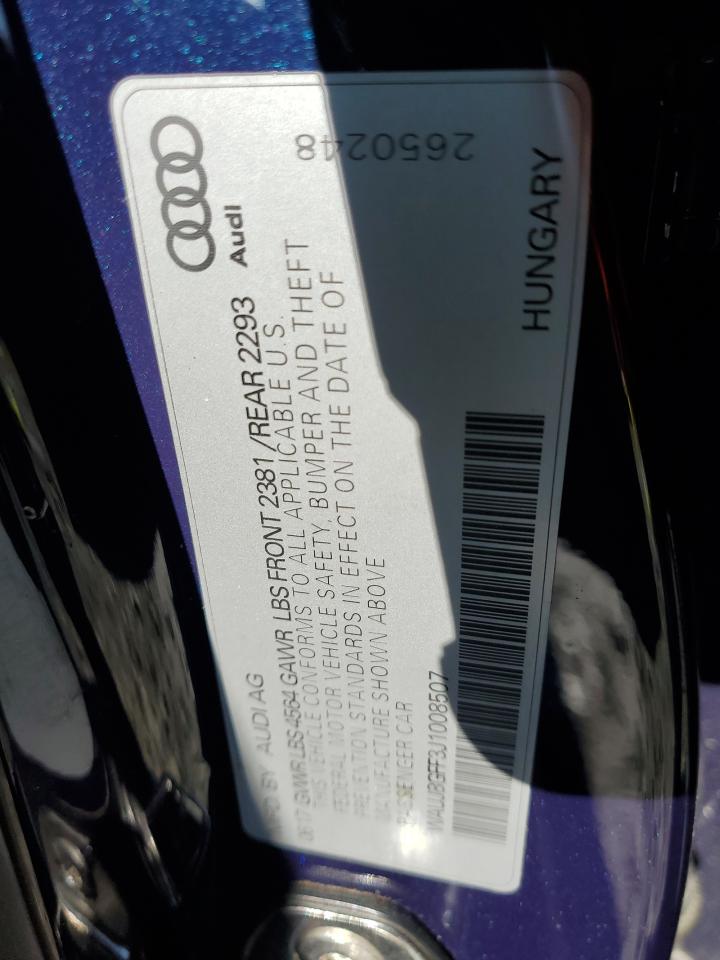 Audi
2650248
HUNGARY
MFD BY AUDI AG
06 17 GVWR LBS 4564 GAWR LBS FRONT 2381 / REAR 2293
THIS VEHICLE CONFORMS TO ALL APPLICABLE U.S.
FEDERAL MOTOR VEHICLE SAFETY, BUMPER AND THEFT
PREVENTION STANDARDS IN EFFECT ON THE DATE OF
MANUFACTURE SHOWN ABOVE
PASSENGER CAR
WAUJ8GFF3J1008507